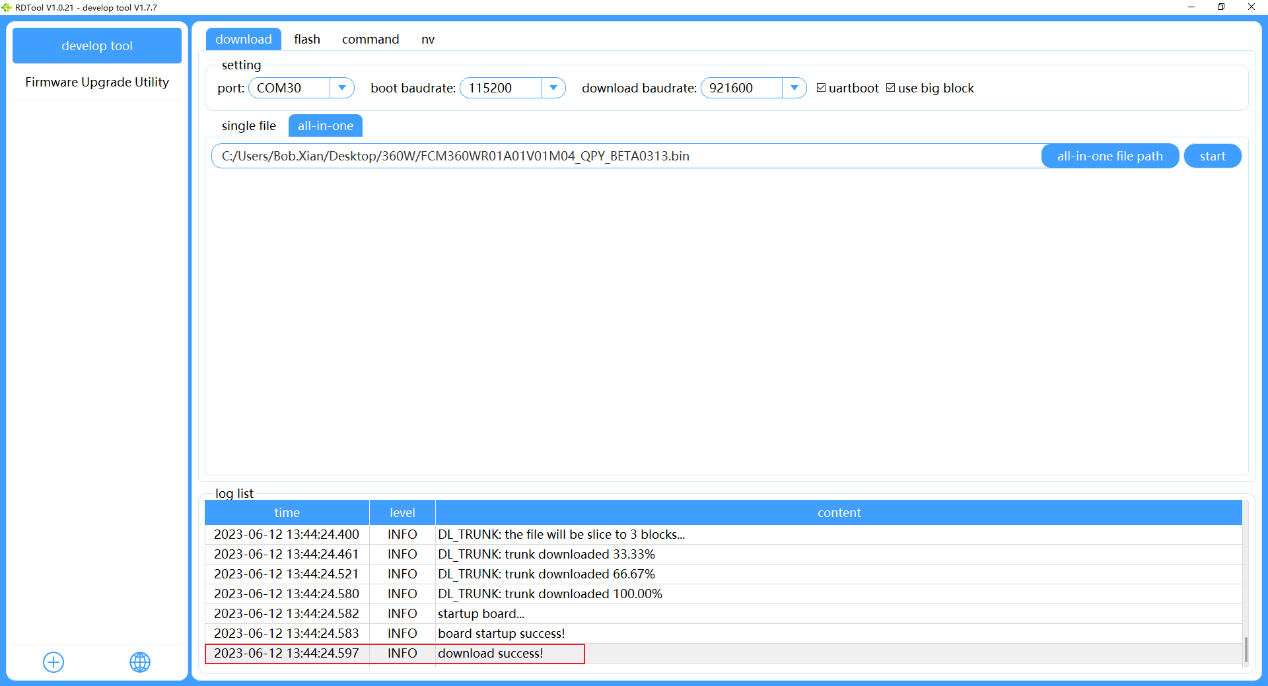 RDTool V1.0.21 - develop tool V1.7.7
develop tool
Firmware Upgrade Utility
download flash command nv
setting
port: COM30 boot baudrate: 115200 download baudrate: 921600 uartboot use big block
single file all-in-one
C:/Users/Bob.Xian/Desktop/360W/FCM360WR01A01V01M04_QPY_BETA0313.bin all-in-one file path start
log list
time level content
2023-06-12 13:44:24.400 INFO DL_TRUNK: the file will be slice to 3 blocks...
2023-06-12 13:44:24.461 INFO DL_TRUNK: trunk downloaded 33.33%
2023-06-12 13:44:24.521 INFO DL_TRUNK: trunk downloaded 66.67%
2023-06-12 13:44:24.580 INFO DL_TRUNK: trunk downloaded 100.00%
2023-06-12 13:44:24.582 INFO startup board...
2023-06-12 13:44:24.583 INFO board startup success!
2023-06-12 13:44:24.597 INFO download success!